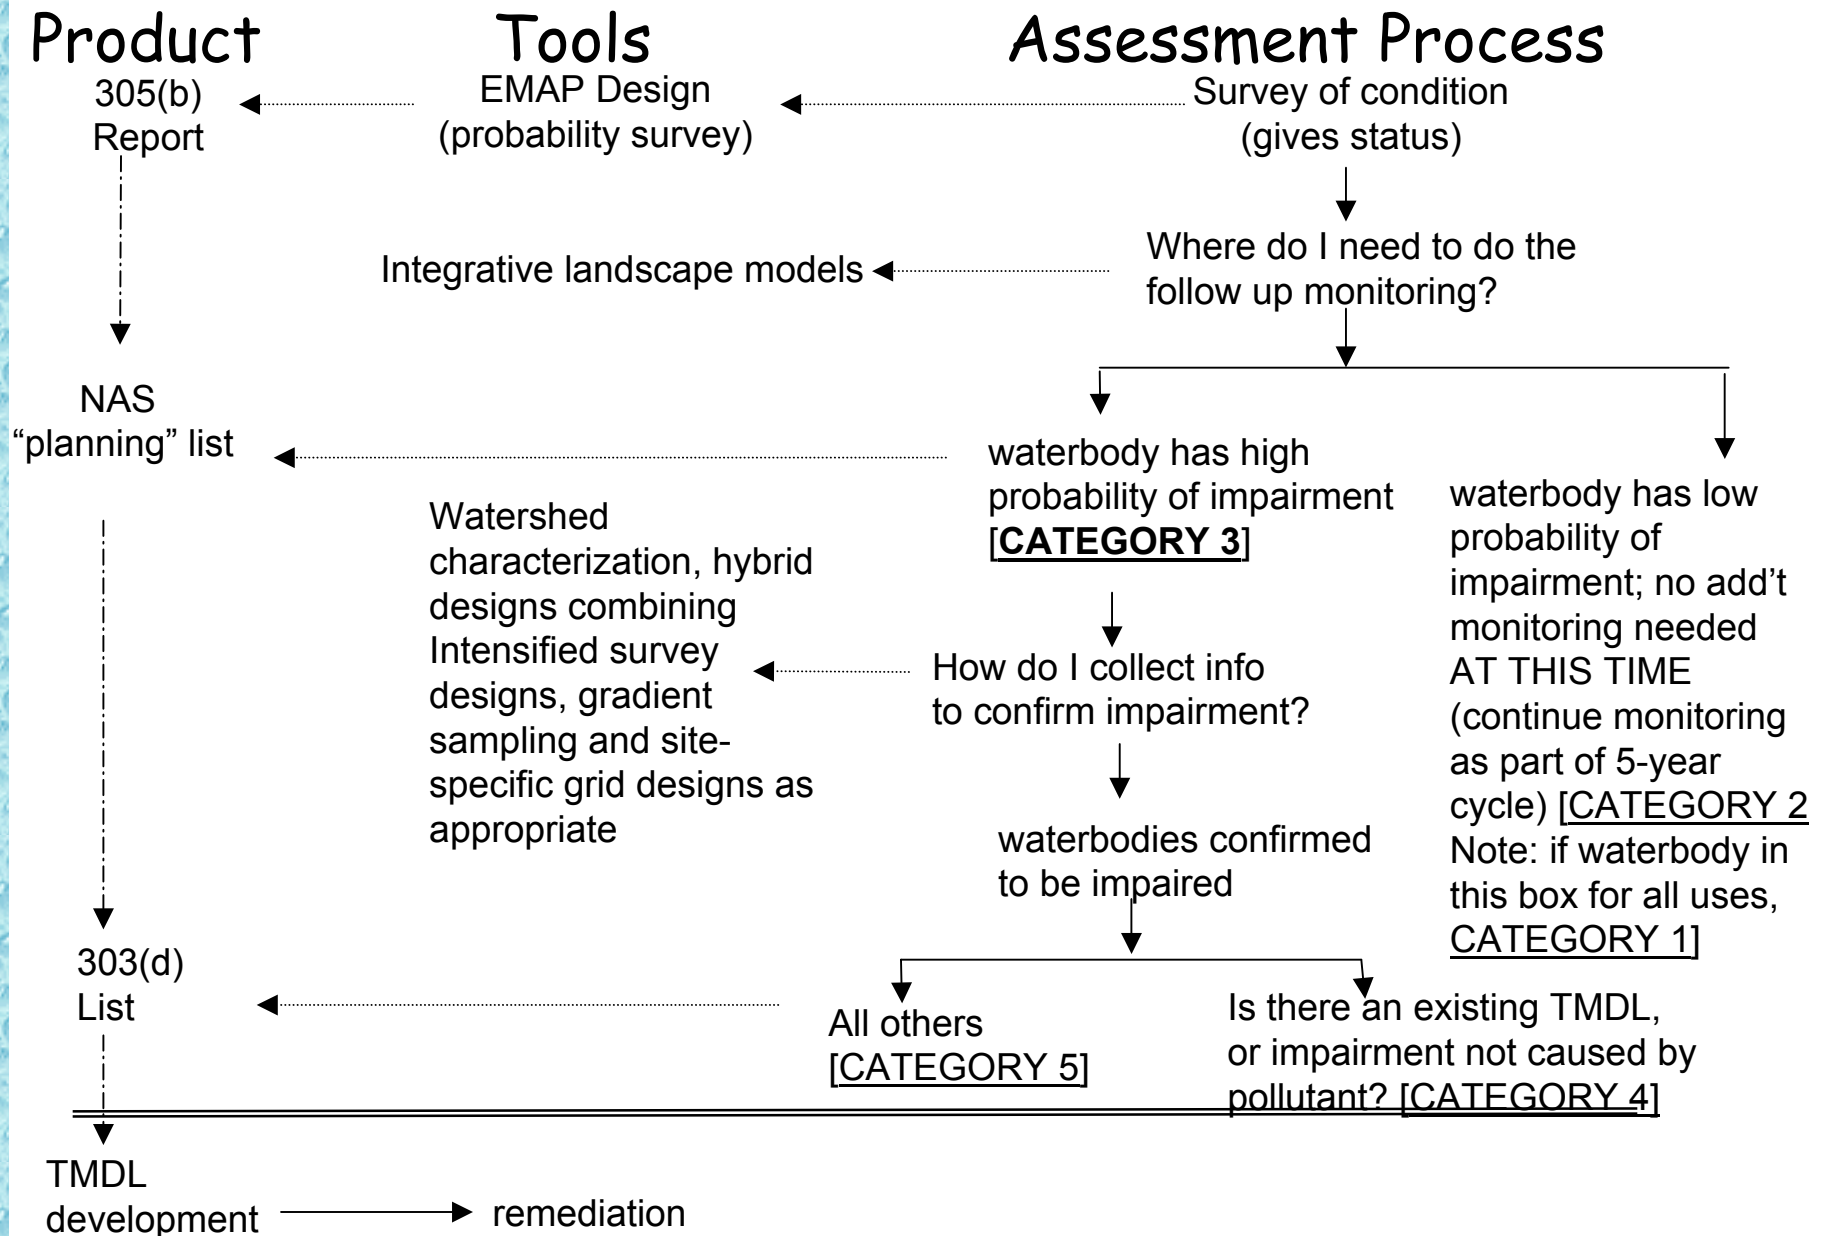 Product
Tools
Assessment Process
305(b)
Report
EMAP Design
(probability survey)
Survey of condition
(gives status)
Integrative landscape models
Where do I need to do the
follow up monitoring?
NAS
“planning” list
waterbody has high
probability of impairment
[CATEGORY 3]
waterbody has low
probability of
impairment; no add’t
monitoring needed
AT THIS TIME
(continue monitoring
as part of 5-year
cycle) [CATEGORY 2
Note: if waterbody in
this box for all uses,
CATEGORY 1]
Watershed
characterization, hybrid
designs combining
Intensified survey
designs, gradient
sampling and site-
specific grid designs as
appropriate
How do I collect info
to confirm impairment?
waterbodies confirmed
to be impaired
303(d)
List
All others
[CATEGORY 5]
Is there an existing TMDL,
or impairment not caused by
pollutant? [CATEGORY 4]
TMDL
development
remediation